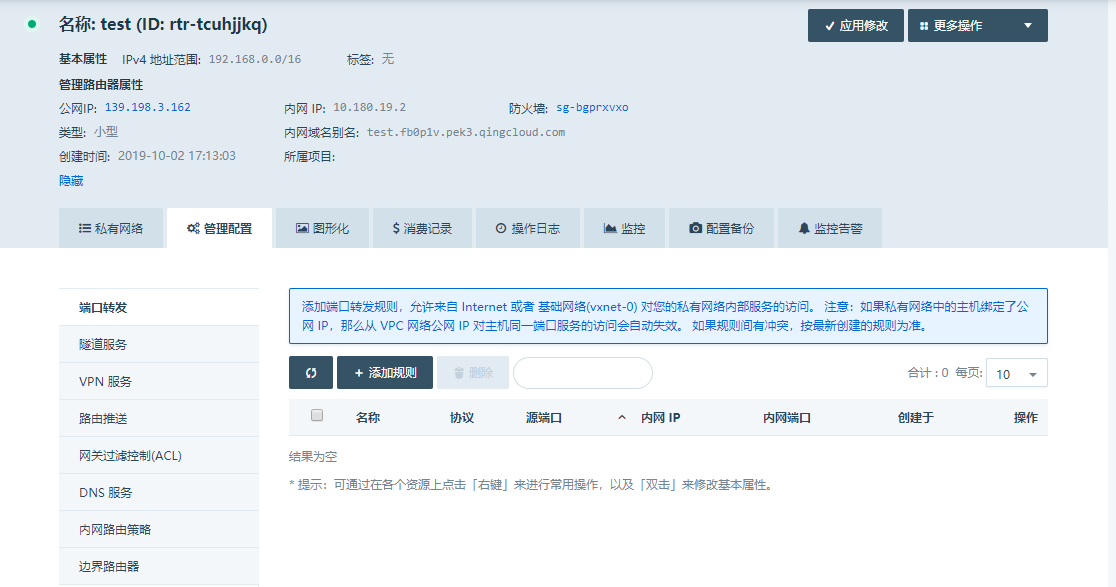 名称: test (ID: rtr-tcuhjjkq)
应用修改 更多操作
基本属性 IPv4 地址范围: 192.168.0.0/16 标签: 无
管理路由器属性
公网IP: 139.198.3.162 内网 IP: 10.180.19.2 防火墙: sg-bgprxvxo
类型: 小型 内网域名别名: test.fb0p1v.pek3.qingcloud.com
创建时间: 2019-10-02 17:13:03 所属项目:
隐藏
私有网络 管理配置 图形化 消费记录 操作日志 监控 配置备份 监控告警
端口转发
隧道服务
VPN 服务
路由推送
网关过滤控制(ACL)
DNS 服务
内网路由策略
边界路由器
添加端口转发规则，允许来自 Internet 或者 基础网络(vxnet-0) 对您的私有网络内部服务的访问。 注意：如果私有网络中的主机绑定了公
网 IP，那么从 VPC 网络公网 IP 对主机同一端口服务的访问会自动失效。 如果规则间有冲突，按最新创建的规则为准。
+ 添加规则 删除 合计 : 0 每页: 10
名称 协议 源端口 内网 IP 内网端口 创建于 操作
结果为空
* 提示：可通过在各个资源上点击「右键」来进行常用操作，以及「双击」来修改基本属性。